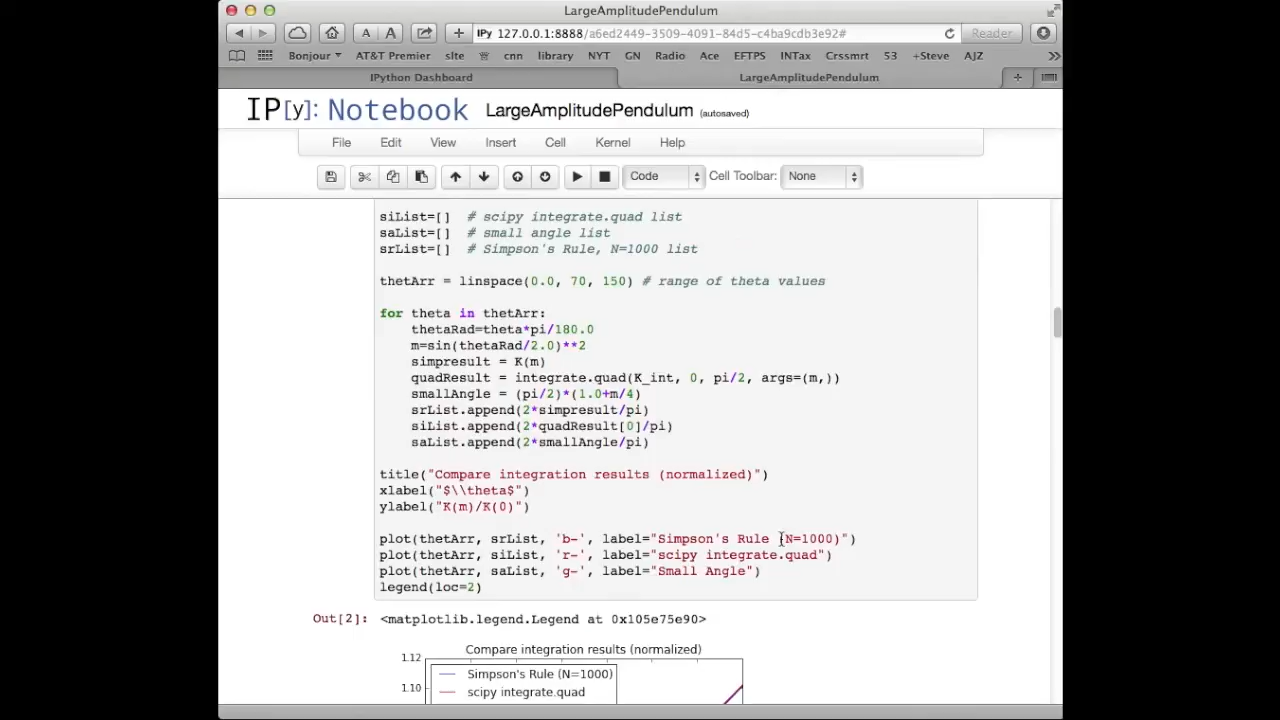 LargeAmplitudePendulum
A A + IPy 127.0.0.1:8888/a6ed2449-3509-4091-84d5-c4ba9cdb3e92# Reader
Bonjour AT&T Premier site NYT GN cnn library Radio Ace EFTPS INTax Crssmrt 53 +Steve AJZ
IPython Dashboard LargeAmplitudePendulum +
IP[y]: Notebook LargeAmplitudePendulum (autosaved)
File Edit View Insert Cell Kernel Help
Code Cell Toolbar: None
siList=[] # scipy integrate.quad list
saList=[] # small angle list
srList=[] # Simpson's Rule, N=1000 list
thetArr = linspace(0.0, 70, 150) # range of theta values
for theta in thetArr:
thetaRad=theta*pi/180.0
m=sin(thetaRad/2.0)**2
simpresult = K(m)
quadResult = integrate.quad(K_int, 0, pi/2, args=(m,))
smallAngle = (pi/2)*(1.0+m/4)
srList.append(2*simpresult/pi)
siList.append(2*quadResult[0]/pi)
saList.append(2*smallAngle/pi)
title("Compare integration results (normalized)")
xlabel("$\\theta$")
ylabel("K(m)/K(0)")
plot(thetArr, srList, 'b-', label="Simpson's Rule (N=1000)")
plot(thetArr, siList, 'r-', label="scipy integrate.quad")
plot(thetArr, saList, 'g-', label="Small Angle")
legend(loc=2)
Out[2]: <matplotlib.legend.Legend at 0x105e75e90>
Compare integration results (normalized)
1.12
Simpson's Rule (N=1000)
1.10
scipy integrate.quad